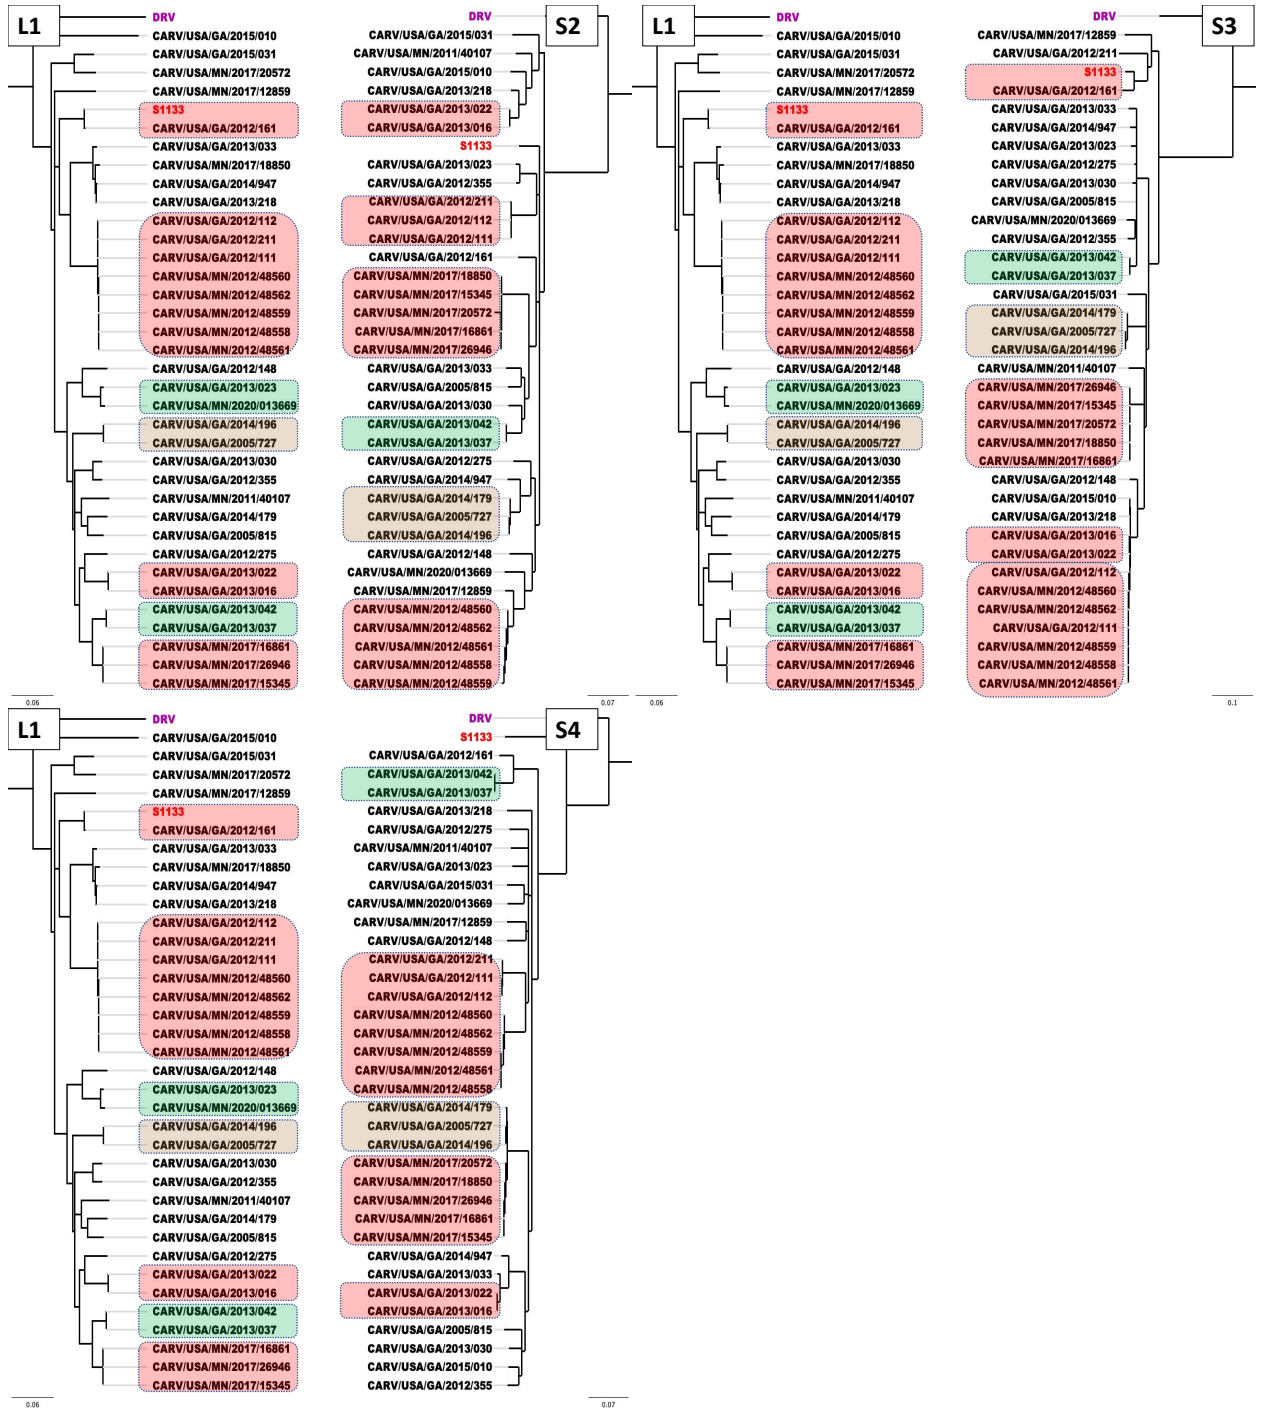 L1
DRV
CARV/USA/GA/2015/010
CARV/USA/GA/2015/031
CARV/USA/MN/2017/20572
CARV/USA/MN/2017/12859
S1133
CARV/USA/GA/2012/161
CARV/USA/GA/2013/033
CARV/USA/MN/2017/18850
CARV/USA/GA/2014/947
CARV/USA/GA/2013/218
CARV/USA/GA/2012/112
CARV/USA/GA/2012/211
CARV/USA/GA/2012/111
CARV/USA/MN/2012/48560
CARV/USA/MN/2012/48562
CARV/USA/MN/2012/48559
CARV/USA/MN/2012/48558
CARV/USA/MN/2012/48561
CARV/USA/GA/2012/148
CARV/USA/GA/2013/023
CARV/USA/MN/2020/013669
CARV/USA/GA/2014/196
CARV/USA/GA/2005/727
CARV/USA/GA/2013/030
CARV/USA/GA/2012/355
CARV/USA/MN/2011/40107
CARV/USA/GA/2014/179
CARV/USA/GA/2005/815
CARV/USA/GA/2012/275
CARV/USA/GA/2013/022
CARV/USA/GA/2013/016
CARV/USA/GA/2013/042
CARV/USA/GA/2013/037
CARV/USA/MN/2017/16861
CARV/USA/MN/2017/26946
CARV/USA/MN/2017/15345
0.06
S2
DRV
CARV/USA/GA/2015/031
CARV/USA/MN/2011/40107
CARV/USA/GA/2015/010
CARV/USA/GA/2013/218
CARV/USA/GA/2013/022
CARV/USA/GA/2013/016
S1133
CARV/USA/GA/2013/023
CARV/USA/GA/2012/355
CARV/USA/GA/2012/211
CARV/USA/GA/2012/112
CARV/USA/GA/2012/111
CARV/USA/GA/2012/161
CARV/USA/MN/2017/18850
CARV/USA/MN/2017/15345
CARV/USA/MN/2017/20572
CARV/USA/MN/2017/16861
CARV/USA/MN/2017/26946
CARV/USA/GA/2013/033
CARV/USA/GA/2005/815
CARV/USA/GA/2013/030
CARV/USA/GA/2013/042
CARV/USA/GA/2013/037
CARV/USA/GA/2012/275
CARV/USA/GA/2014/947
CARV/USA/GA/2014/179
CARV/USA/GA/2005/727
CARV/USA/GA/2014/196
CARV/USA/GA/2012/148
CARV/USA/MN/2020/013669
CARV/USA/MN/2017/12859
CARV/USA/MN/2012/48560
CARV/USA/MN/2012/48562
CARV/USA/MN/2012/48561
CARV/USA/MN/2012/48558
CARV/USA/MN/2012/48559
0.07
L1
DRV
CARV/USA/GA/2015/010
CARV/USA/GA/2015/031
CARV/USA/MN/2017/20572
CARV/USA/MN/2017/12859
S1133
CARV/USA/GA/2012/161
CARV/USA/GA/2013/033
CARV/USA/MN/2017/18850
CARV/USA/GA/2014/947
CARV/USA/GA/2013/218
CARV/USA/GA/2012/112
CARV/USA/GA/2012/211
CARV/USA/GA/2012/111
CARV/USA/MN/2012/48560
CARV/USA/MN/2012/48562
CARV/USA/MN/2012/48559
CARV/USA/MN/2012/48558
CARV/USA/MN/2012/48561
CARV/USA/GA/2012/148
CARV/USA/GA/2013/023
CARV/USA/MN/2020/013669
CARV/USA/GA/2014/196
CARV/USA/GA/2005/727
CARV/USA/GA/2013/030
CARV/USA/GA/2012/355
CARV/USA/MN/2011/40107
CARV/USA/GA/2014/179
CARV/USA/GA/2005/815
CARV/USA/GA/2012/275
CARV/USA/GA/2013/022
CARV/USA/GA/2013/016
CARV/USA/GA/2013/042
CARV/USA/GA/2013/037
CARV/USA/MN/2017/16861
CARV/USA/MN/2017/26946
CARV/USA/MN/2017/15345
0.06
S3
DRV
CARV/USA/MN/2017/12859
CARV/USA/GA/2012/211
S1133
CARV/USA/GA/2012/161
CARV/USA/GA/2013/033
CARV/USA/GA/2014/947
CARV/USA/GA/2013/023
CARV/USA/GA/2012/275
CARV/USA/GA/2013/030
CARV/USA/GA/2005/815
CARV/USA/MN/2020/013669
CARV/USA/GA/2012/355
CARV/USA/GA/2013/042
CARV/USA/GA/2013/037
CARV/USA/GA/2015/031
CARV/USA/GA/2014/179
CARV/USA/GA/2005/727
CARV/USA/GA/2014/196
CARV/USA/MN/2011/40107
CARV/USA/MN/2017/26946
CARV/USA/MN/2017/15345
CARV/USA/MN/2017/20572
CARV/USA/MN/2017/18850
CARV/USA/MN/2017/16861
CARV/USA/GA/2012/148
CARV/USA/GA/2015/010
CARV/USA/GA/2013/218
CARV/USA/GA/2013/016
CARV/USA/GA/2013/022
CARV/USA/GA/2012/112
CARV/USA/MN/2012/48560
CARV/USA/MN/2012/48562
CARV/USA/GA/2012/111
CARV/USA/MN/2012/48559
CARV/USA/MN/2012/48558
CARV/USA/MN/2012/48561
0.1
L1
DRV
CARV/USA/GA/2015/010
CARV/USA/GA/2015/031
CARV/USA/MN/2017/20572
CARV/USA/MN/2017/12859
S1133
CARV/USA/GA/2012/161
CARV/USA/GA/2013/033
CARV/USA/MN/2017/18850
CARV/USA/GA/2014/947
CARV/USA/GA/2013/218
CARV/USA/GA/2012/112
CARV/USA/GA/2012/211
CARV/USA/GA/2012/111
CARV/USA/MN/2012/48560
CARV/USA/MN/2012/48562
CARV/USA/MN/2012/48559
CARV/USA/MN/2012/48558
CARV/USA/MN/2012/48561
CARV/USA/GA/2012/148
CARV/USA/GA/2013/023
CARV/USA/MN/2020/013669
CARV/USA/GA/2014/196
CARV/USA/GA/2005/727
CARV/USA/GA/2013/030
CARV/USA/GA/2012/355
CARV/USA/MN/2011/40107
CARV/USA/GA/2014/179
CARV/USA/GA/2005/815
CARV/USA/GA/2012/275
CARV/USA/GA/2013/022
CARV/USA/GA/2013/016
CARV/USA/GA/2013/042
CARV/USA/GA/2013/037
CARV/USA/MN/2017/16861
CARV/USA/MN/2017/26946
CARV/USA/MN/2017/15345
0.06
S4
DRV
S1133
CARV/USA/GA/2012/161
CARV/USA/GA/2013/042
CARV/USA/GA/2013/037
CARV/USA/GA/2013/218
CARV/USA/GA/2012/275
CARV/USA/MN/2011/40107
CARV/USA/GA/2013/023
CARV/USA/GA/2015/031
CARV/USA/MN/2020/013669
CARV/USA/MN/2017/12859
CARV/USA/GA/2012/148
CARV/USA/GA/2012/211
CARV/USA/GA/2012/111
CARV/USA/GA/2012/112
CARV/USA/MN/2012/48560
CARV/USA/MN/2012/48562
CARV/USA/MN/2012/48559
CARV/USA/MN/2012/48561
CARV/USA/MN/2012/48558
CARV/USA/GA/2014/179
CARV/USA/GA/2005/727
CARV/USA/GA/2014/196
CARV/USA/MN/2017/20572
CARV/USA/MN/2017/18850
CARV/USA/MN/2017/26946
CARV/USA/MN/2017/16861
CARV/USA/MN/2017/15345
CARV/USA/GA/2014/947
CARV/USA/GA/2013/033
CARV/USA/GA/2013/022
CARV/USA/GA/2013/016
CARV/USA/GA/2005/815
CARV/USA/GA/2013/030
CARV/USA/GA/2015/010
CARV/USA/GA/2012/355
0.07